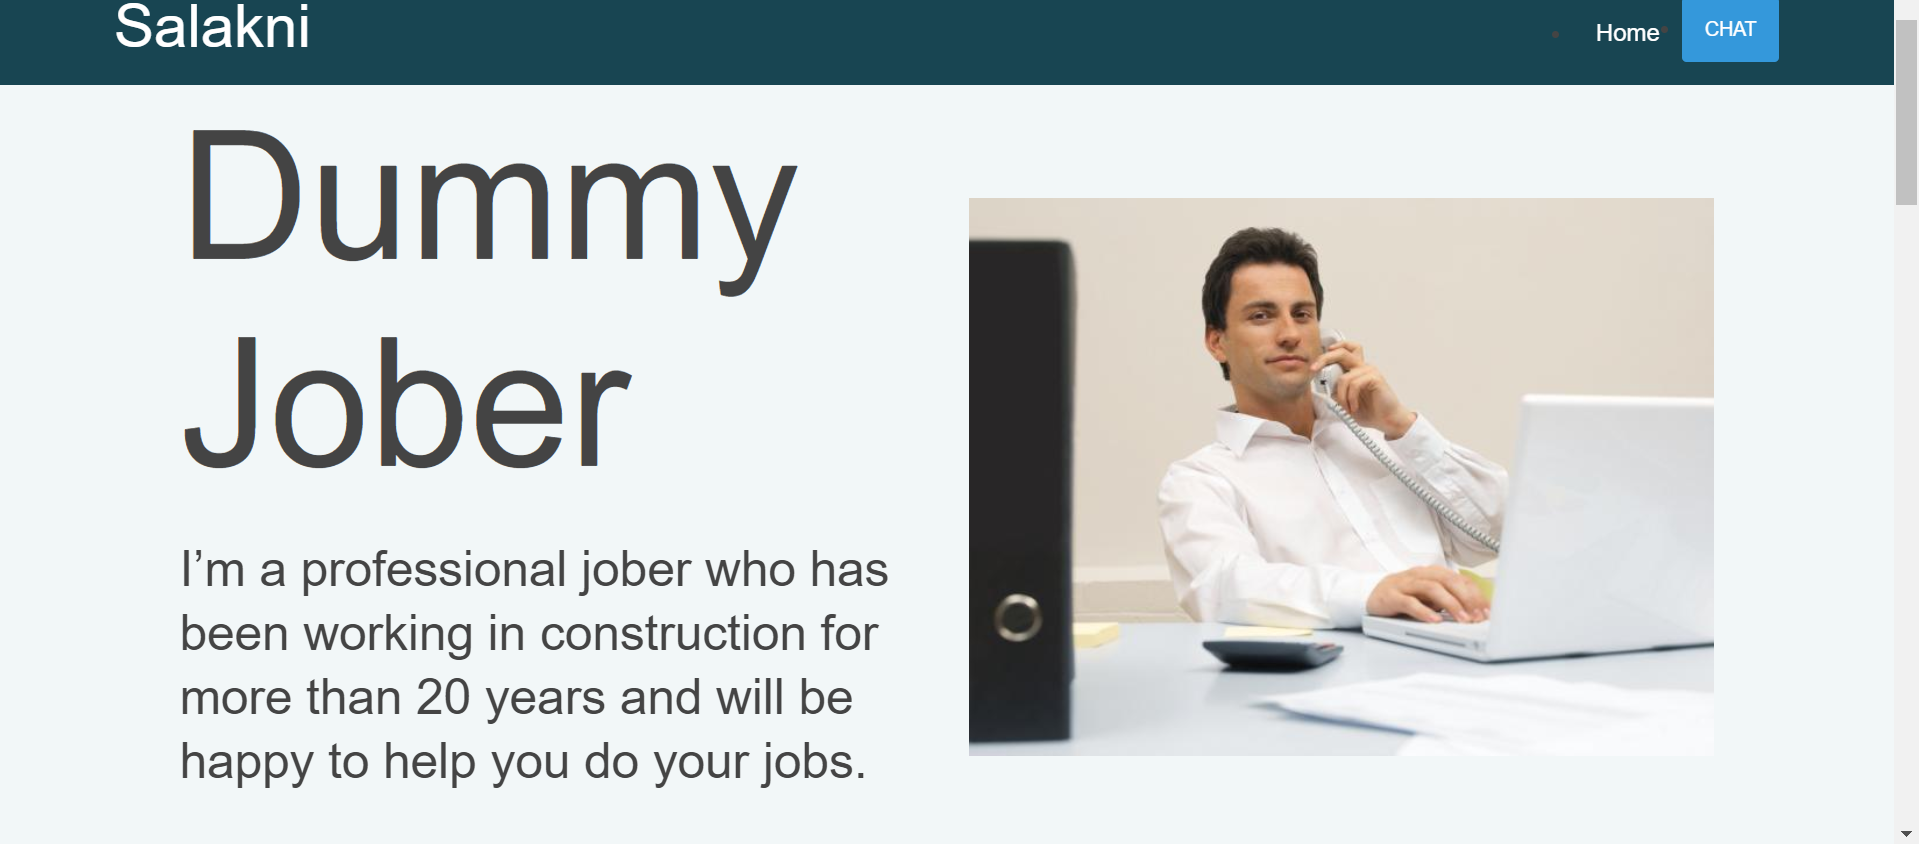 Salakni
Home
CHAT
Dummy
Jober
I’m a professional jober who has
been working in construction for
more than 20 years and will be
happy to help you do your jobs.